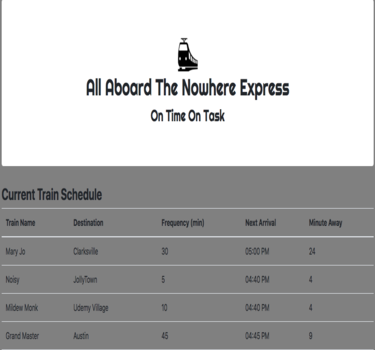 All Aboard The Nowhere Express
On Time On Task
Current Train Schedule
Train Name Destination Frequency (min) Next Arrival Minute Away
Mary Jo Clarksville 30 05:00 PM 24
Noisy JollyTown 5 04:40 PM 4
Mildew Monk Udemy Village 10 04:40 PM 4
Grand Master Austin 45 04:45 PM 9